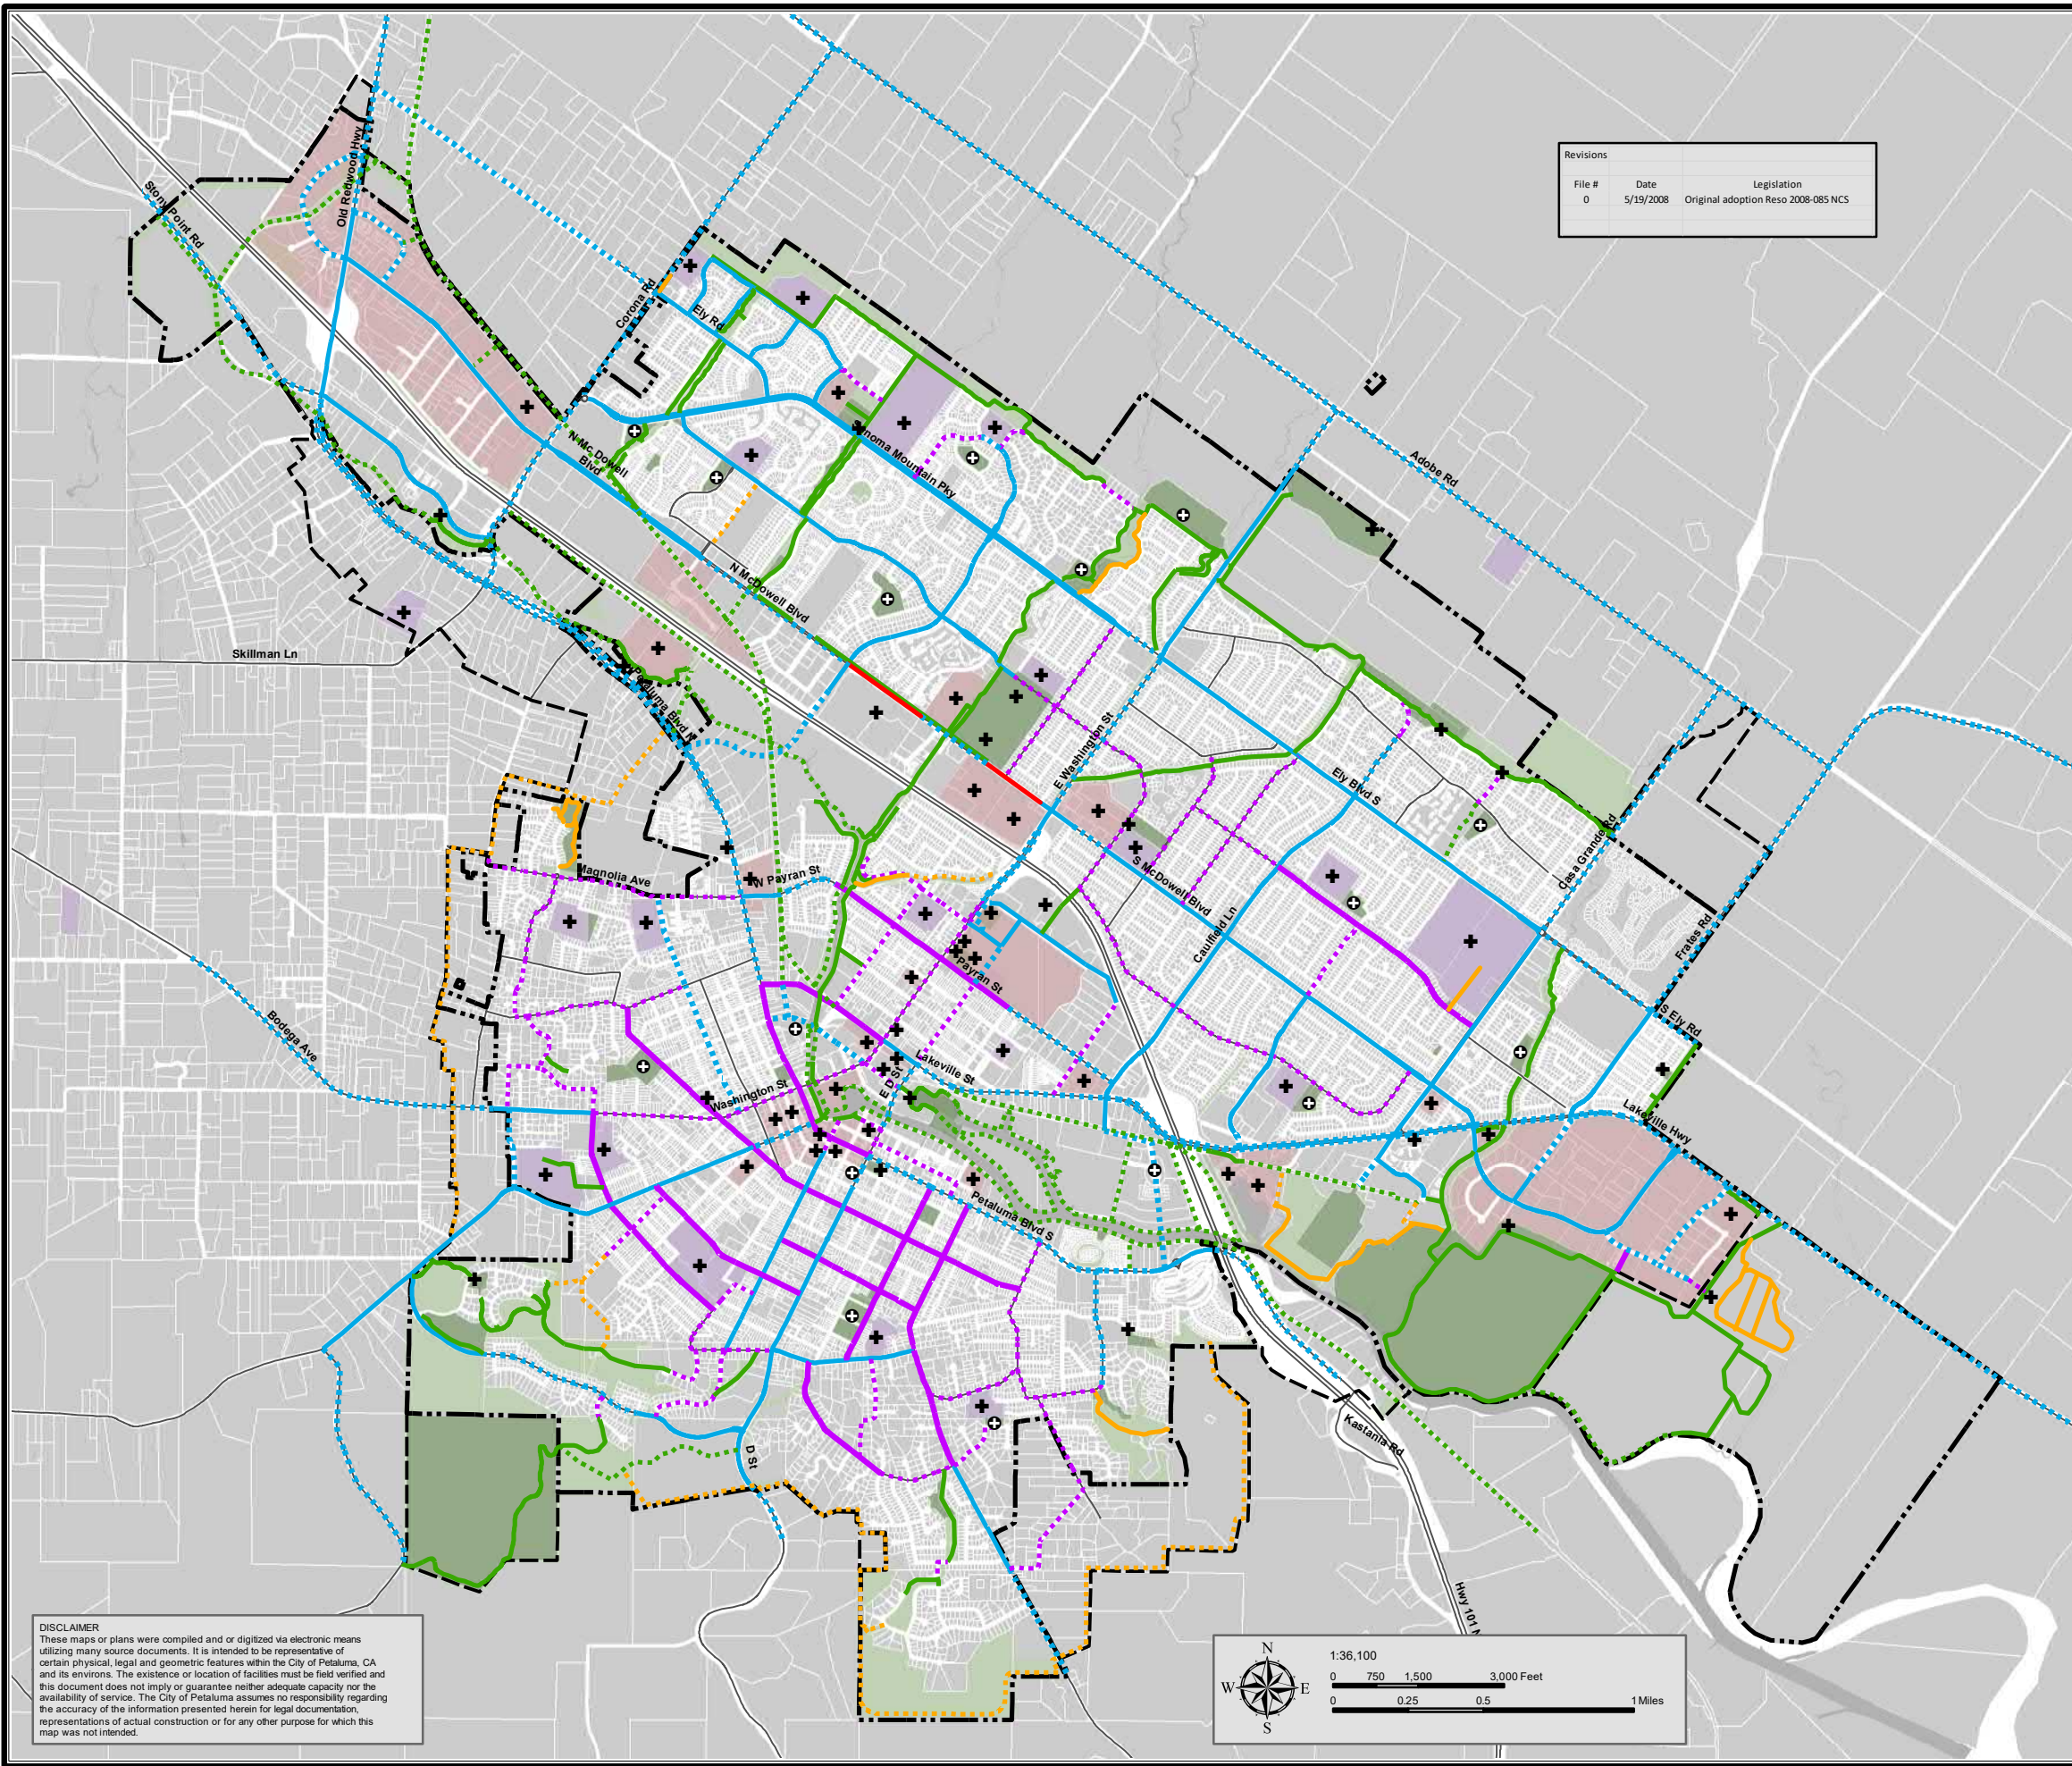 Revisions
File # Date Legislation
0 5/19/2008 Original adoption Reso 2008-085 NCS
Old Redwood Hwy
Stony Point Rd
Corona Rd
Ely Rd
N Mc Dowell
Blvd
Sonoma Mountain Pky
Adobe Rd
N McDowell Blvd
Skillman Ln
Petaluma Blvd N
E Washington St
Ely Blvd S
Casa Grande Rd
Magnolia Ave
W Payran St
S McDowell Blvd
Caulfield Ln
Frates Rd
Payran St
S Ely Rd
Bodega Ave
Lakeville St
E D St
Washington St
Lakeville Hwy
Petaluma Blvd S
Kastania Rd
D St
Hwy 101 N
DISCLAIMER
These maps or plans were compiled and or digitized via electronic means
utilizing many source documents. It is intended to be representative of
certain physical, legal and geometric features within the City of Petaluma, CA
and its environs. The existence or location of facilities must be field verified and
this document does not imply or guarantee neither adequate capacity nor the
availability of service. The City of Petaluma assumes no responsibility regarding
the accuracy of the information presented herein for legal documentation,
representations of actual construction or for any other purpose for which this
map was not intended.
N
W E
S
1:36,100
0 750 1,500 3,000 Feet
0 0.25 0.5 1 Miles